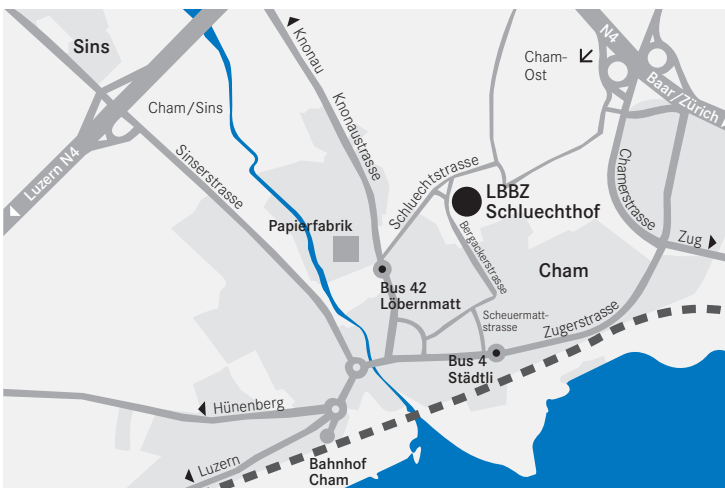 Sins
Knonau
N4
Cham-
Ost
Baar/Zürich
Cham/Sins
Knonaustrasse
Luzern N4
Sinserstrasse
Schluechtstrasse
Chamerstrasse
LBBZ
Schluechthof
Papierfabrik
Bergackerstrasse
Zug
Cham
Bus 42
Löbernmatt
Scheuermatt-
strasse
Zugerstrasse
Bus 4
Städtli
Hünenberg
Luzern
Bahnhof
Cham